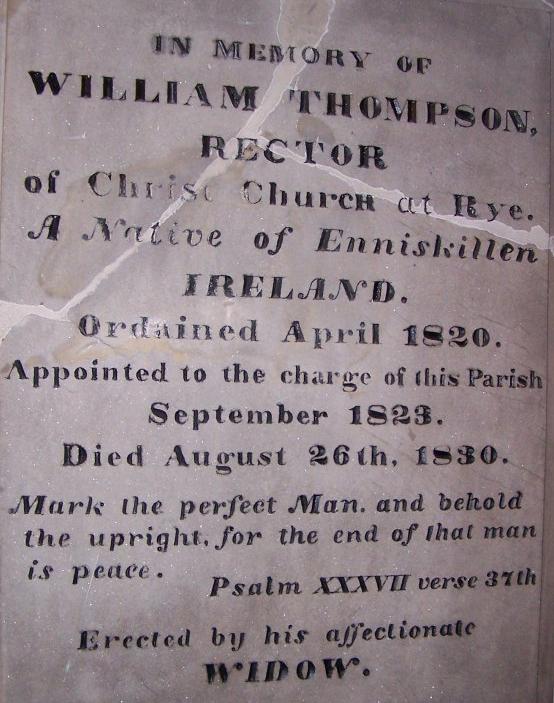 IN MEMORY OF
WILLIAM THOMPSON,
RECTOR
of Christ Church at Rye.
A Native of Enniskillen
IRELAND.
Ordained April 1820.
Appointed to the charge of this Parish
September 1823.
Died August 26th, 1830.
Mark the perfect Man. and behold
the upright, for the end of that man
is peace.
Psalm XXXVII verse 37th
Erected by his affectionate
WIDOW.